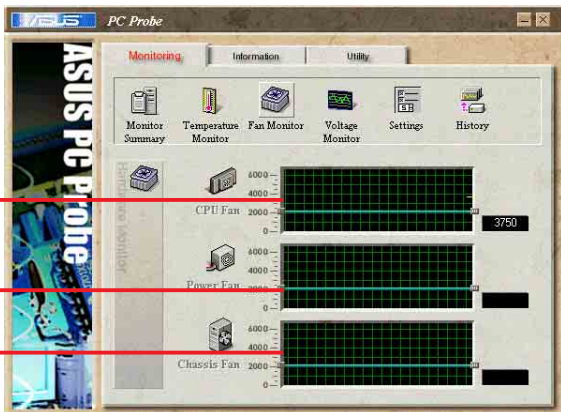 ASUS PC Probe
Monitoring Information Utility
Monitor Summary
Temperature Monitor
Fan Monitor
Voltage Monitor
Settings
History
ASUS PC Probe
Hardware Monitor
CPU Fan
6000
4000
2000
0
3750
Power Fan
6000
4000
2000
0
Chassis Fan
6000
4000
2000
0